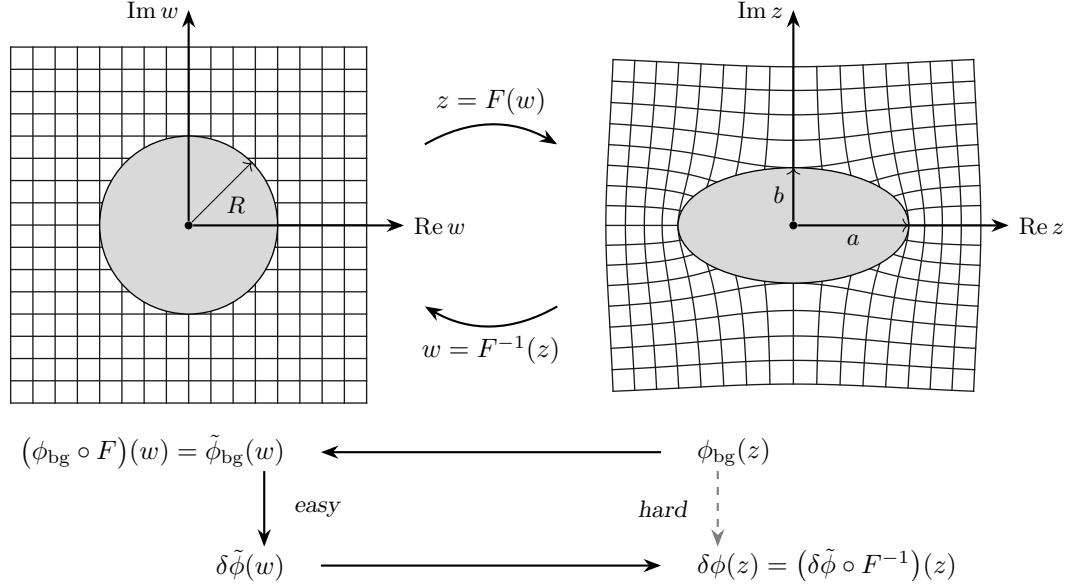 Im w
Im z
z = F(w)
R
b
Re w
a
Re z
w = F⁻¹(z)
(ϕ_bg ∘ F)(w) = ϕ̃_bg(w)
ϕ_bg(z)
easy
hard
δϕ̃(w)
δϕ(z) = (δϕ̃ ∘ F⁻¹)(z)